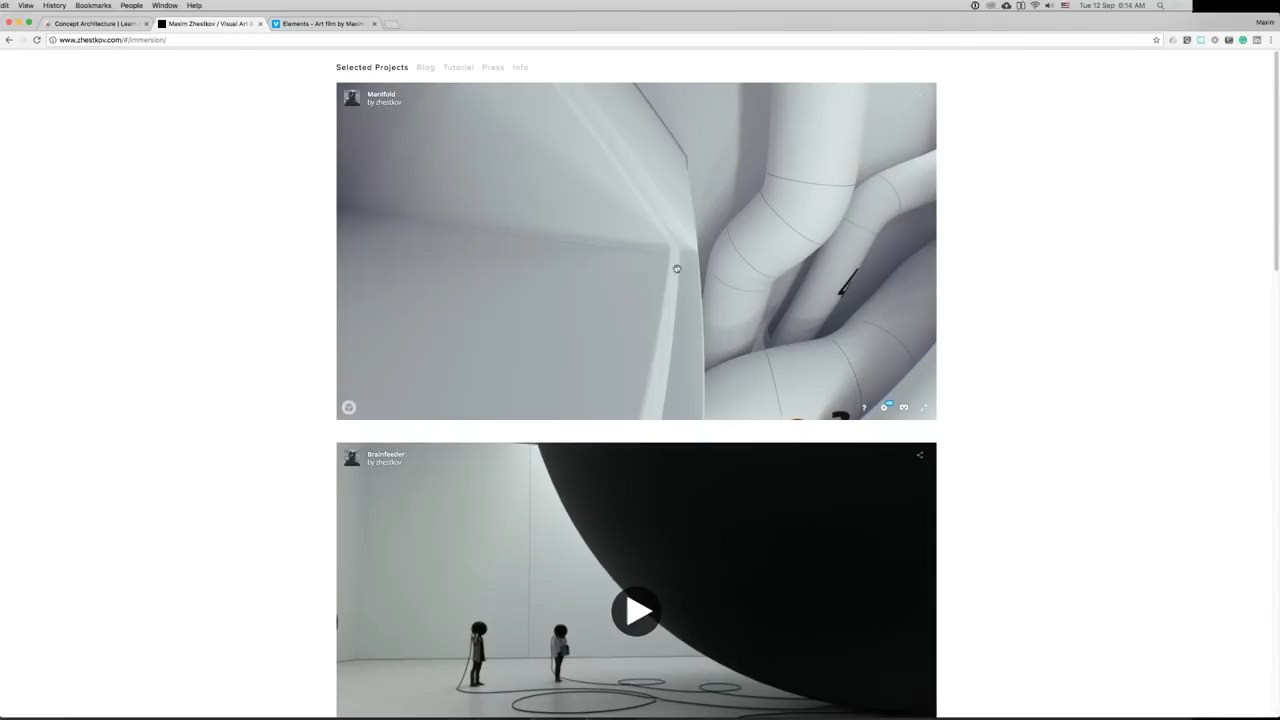 dit View History Bookmarks People Window Help Tue 12 Sep 6:14 AM
Concept Architecture | Learn Maxim Zhestkov / Visual Art & Elements - Art film by Maxim Maxim
www.zhestkov.com/#/immersion/
Selected Projects Blog Tutorial Press Info
Manifold
by zhestkov
?
Brainfeeder
by zhestkov